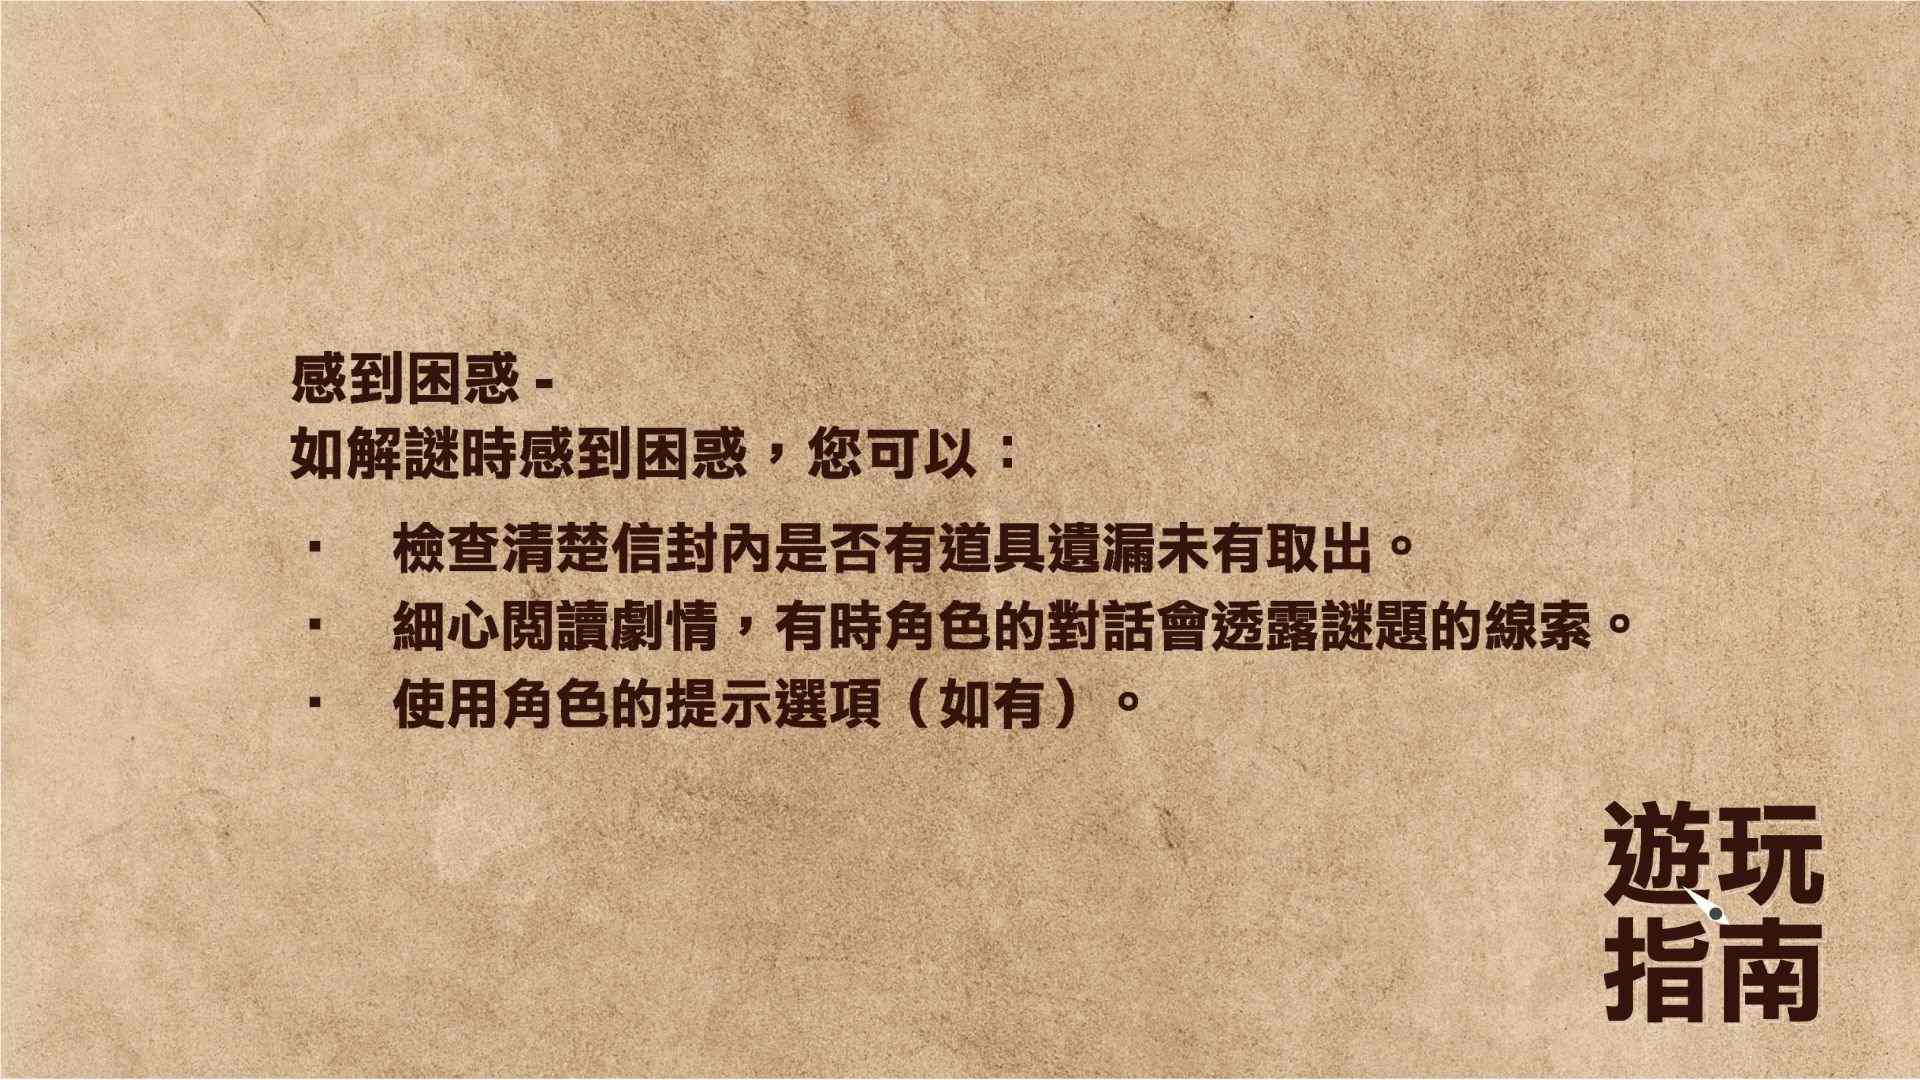 感到困惑 -
如解謎時感到困惑，您可以：
· 檢查清楚信封內是否有道具遺漏未有取出。
· 細心閱讀劇情，有時角色的對話會透露謎題的線索。
· 使用角色的提示選項（如有）。
遊玩
指南